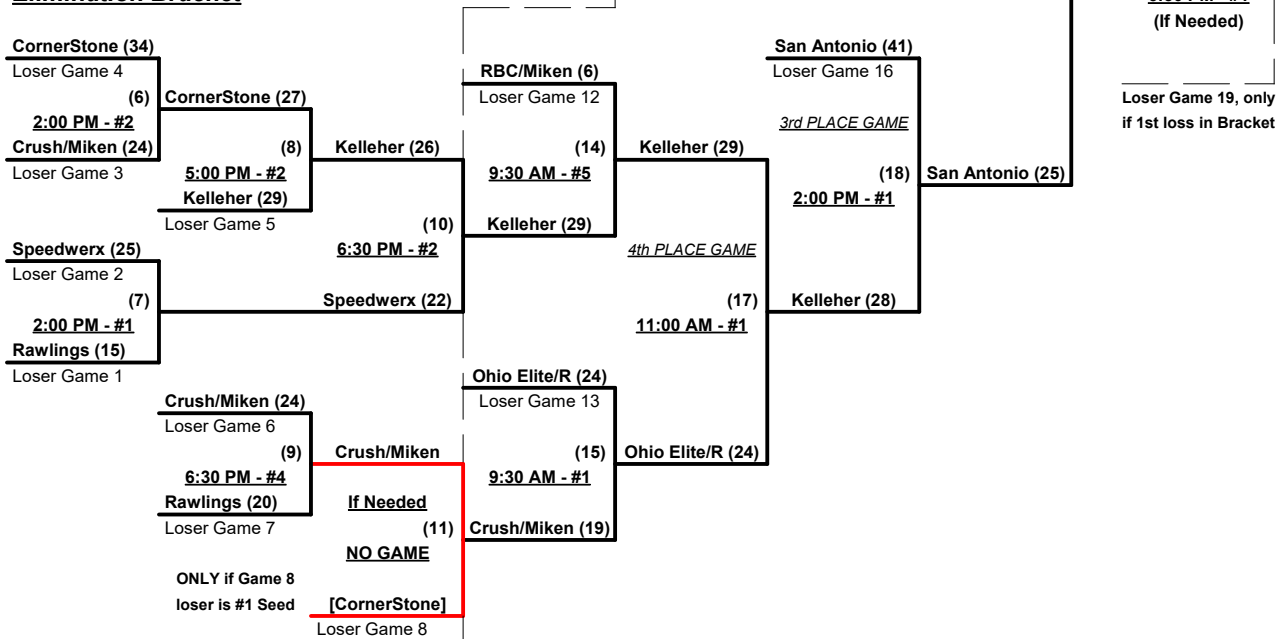 Elimination Bracket
(If Needed)
CornerStone (34)
Loser Game 4
(6)
2:00 PM - #2
Crush/Miken (24)
Loser Game 3
CornerStone (27)
(8)
5:00 PM - #2
Kelleher (29)
Loser Game 5
Speedwerx (25)
Loser Game 2
(7)
2:00 PM - #1
Rawlings (15)
Loser Game 1
Kelleher (26)
(10)
6:30 PM - #2
Speedwerx (22)
Crush/Miken (24)
Loser Game 6
(9)
6:30 PM - #4
Rawlings (20)
Loser Game 7
Crush/Miken
If Needed
(11)
NO GAME
ONLY if Game 8
loser is #1 Seed
[CornerStone]
Loser Game 8
RBC/Miken (6)
Loser Game 12
(14)
9:30 AM - #5
Kelleher (29)
Ohio Elite/R (24)
Loser Game 13
(15)
9:30 AM - #1
Crush/Miken (19)
Kelleher (29)
4th PLACE GAME
(17)
11:00 AM - #1
Ohio Elite/R (24)
San Antonio (41)
Loser Game 16
3rd PLACE GAME
(18)
2:00 PM - #1
Kelleher (28)
San Antonio (25)
Loser Game 19, only
if 1st loss in Bracket